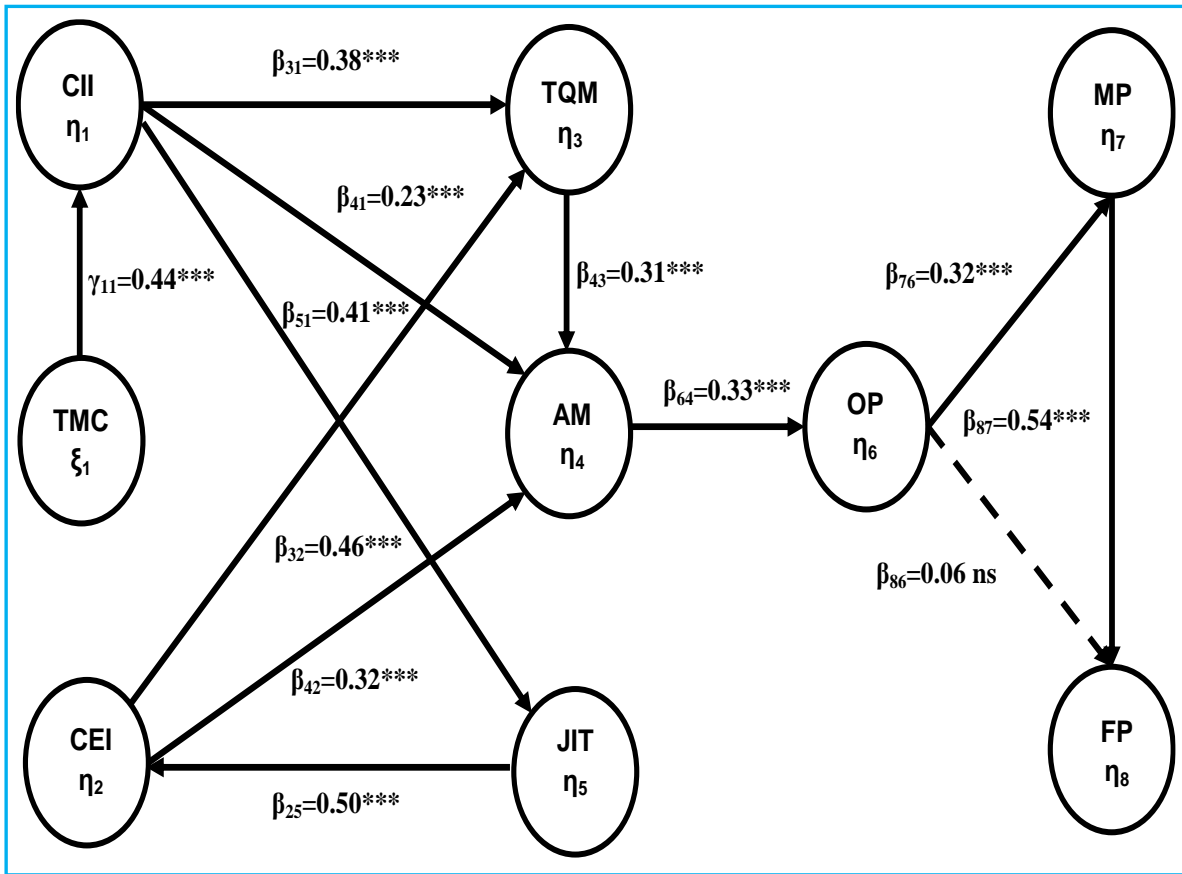 CII
η₁
β₃₁=0.38***
TQM
η₃
MP
η₇
β₄₁=0.23***
γ₁₁=0.44***
β₅₁=0.41***
β₄₃=0.31***
β₇₆=0.32***
TMC
ξ₁
AM
η₄
β₆₄=0.33***
OP
η₆
β₈₇=0.54***
β₃₂=0.46***
β₈₆=0.06 ns
β₄₂=0.32***
CEI
η₂
JIT
η₅
FP
η₈
β₂₅=0.50***